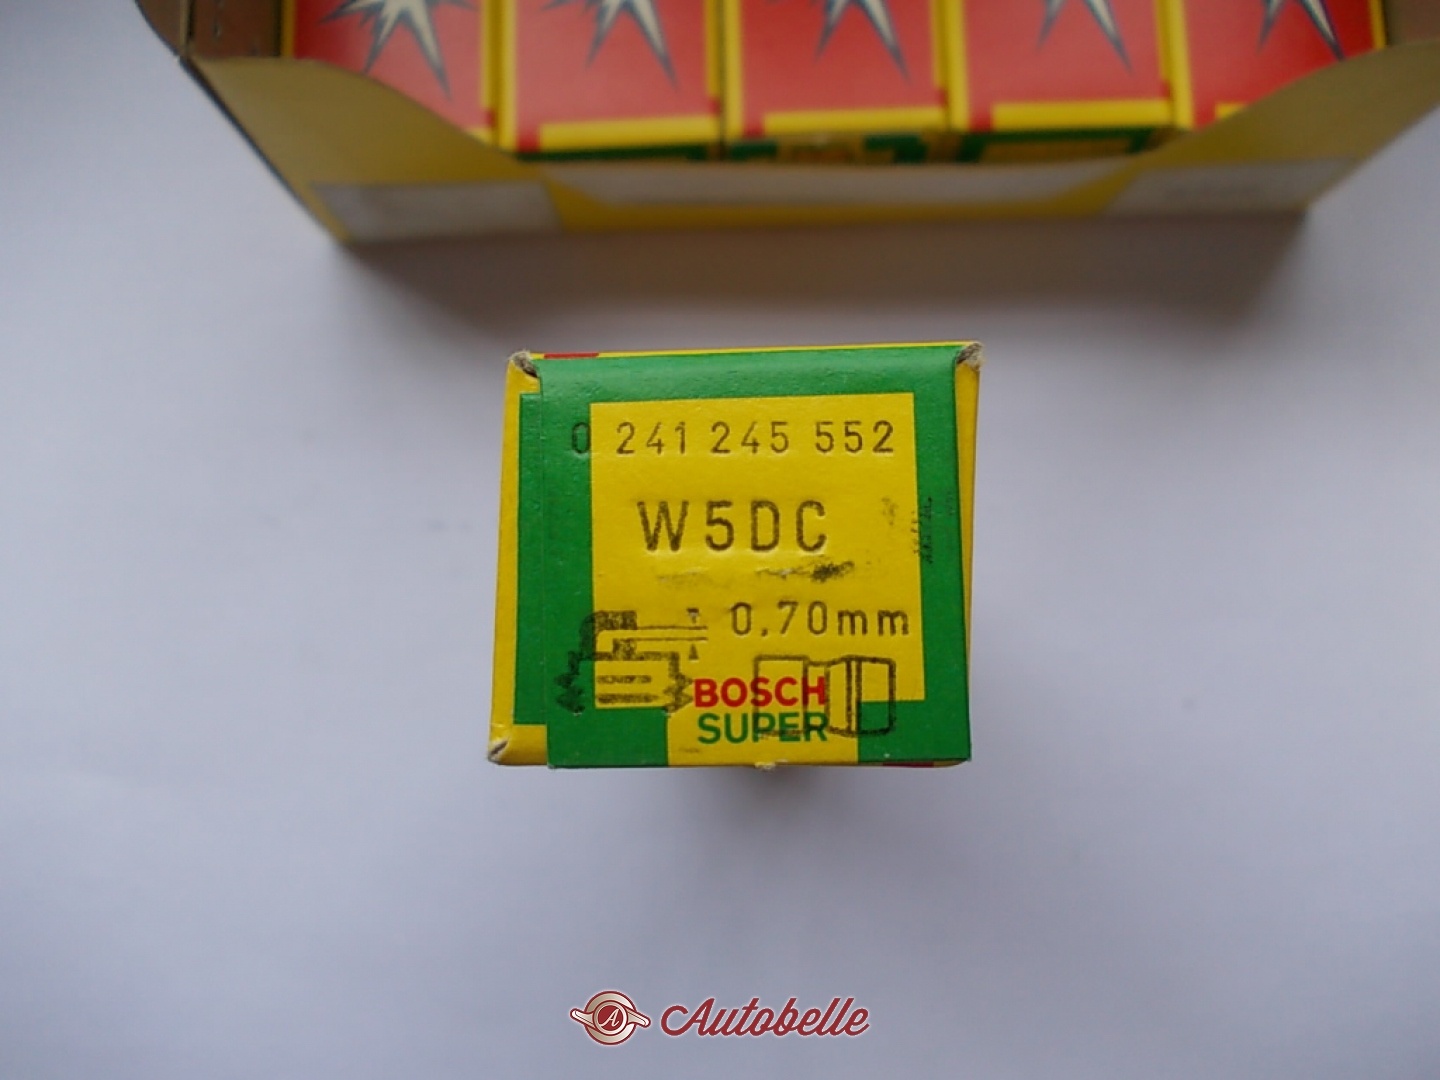 0 241 245 552
W5DC
0,70mm
BOSCH
SUPER
Autobelle